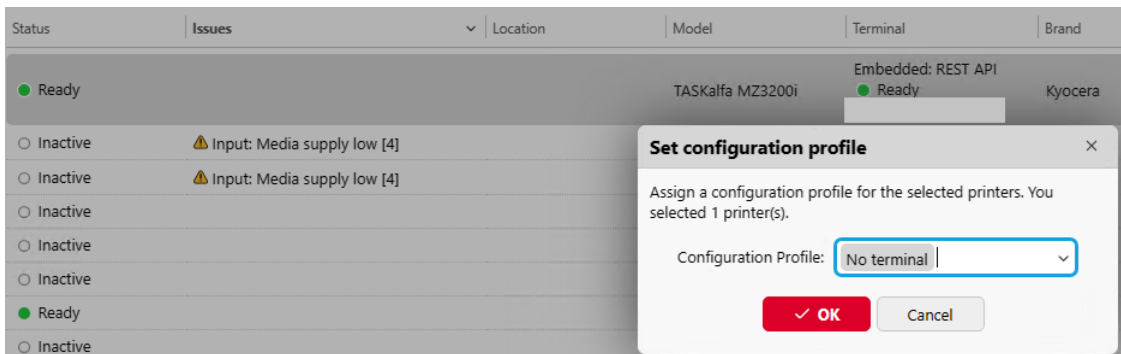 Status Issues Location Model Terminal Brand
Embedded: REST API
Ready TASKalfa MZ3200i Ready Kyocera
Inactive Input: Media supply low [4]
Inactive Input: Media supply low [4]
Inactive
Inactive
Inactive
Ready
Inactive
Set configuration profile
Assign a configuration profile for the selected printers. You
selected 1 printer(s).
Configuration Profile: No terminal
OK Cancel